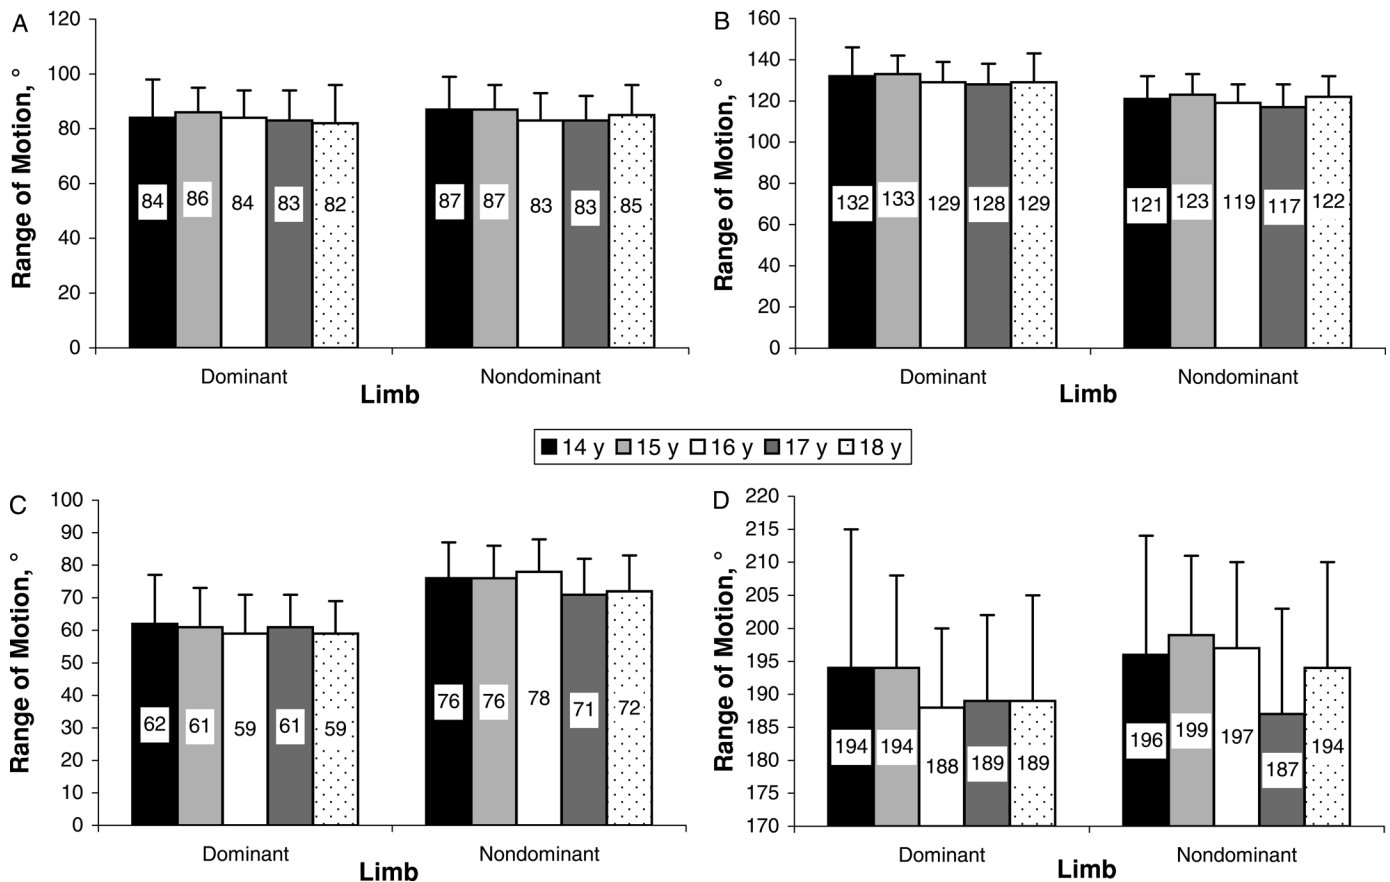 A
120
100
80
60
40
20
0
Range of Motion, °
84 86 84 83 82
87 87 83 83 85
Dominant Nondominant
Limb
B
160
140
120
100
80
60
40
20
0
Range of Motion, °
132 133 129 128 129
121 123 119 117 122
Dominant Nondominant
Limb
14 y 15 y 16 y 17 y 18 y
C
100
90
80
70
60
50
40
30
20
10
0
Range of Motion, °
62 61 59 61 59
76 76 78 71 72
Dominant Nondominant
Limb
D
220
215
210
205
200
195
190
185
180
175
170
Range of Motion, °
194 194 188 189 189
196 199 197 187 194
Dominant Nondominant
Limb